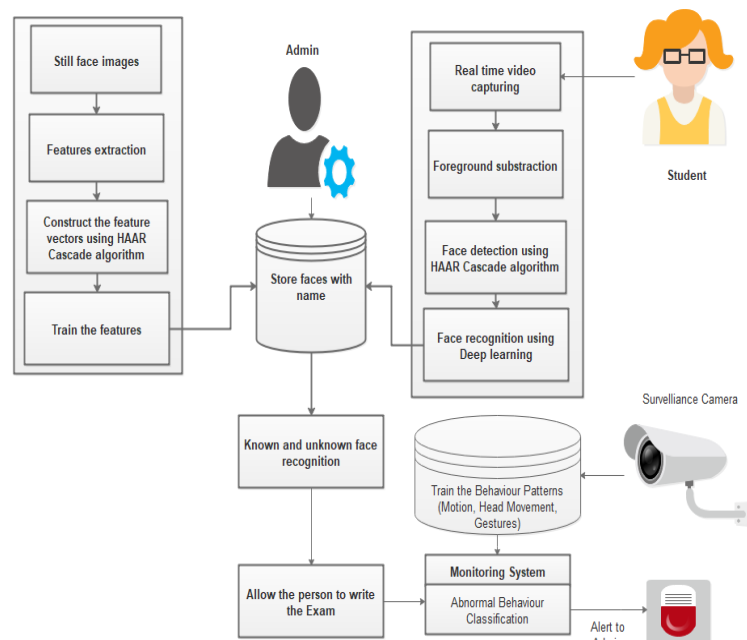 Still face images
Features extraction
Construct the feature
vectors using HAAR
Cascade algorithm
Train the features
Admin
Store faces with
name
Real time video
capturing
Foreground substraction
Face detection using
HAAR Cascade algorithm
Face recognition using
Deep learning
Student
Known and unknown face
recognition
Allow the person to write
the Exam
Survelliance Camera
Train the Behaviour Patterns
(Motion, Head Movement,
Gestures)
Monitoring System
Abnormal Behaviour
Classification
Alert to